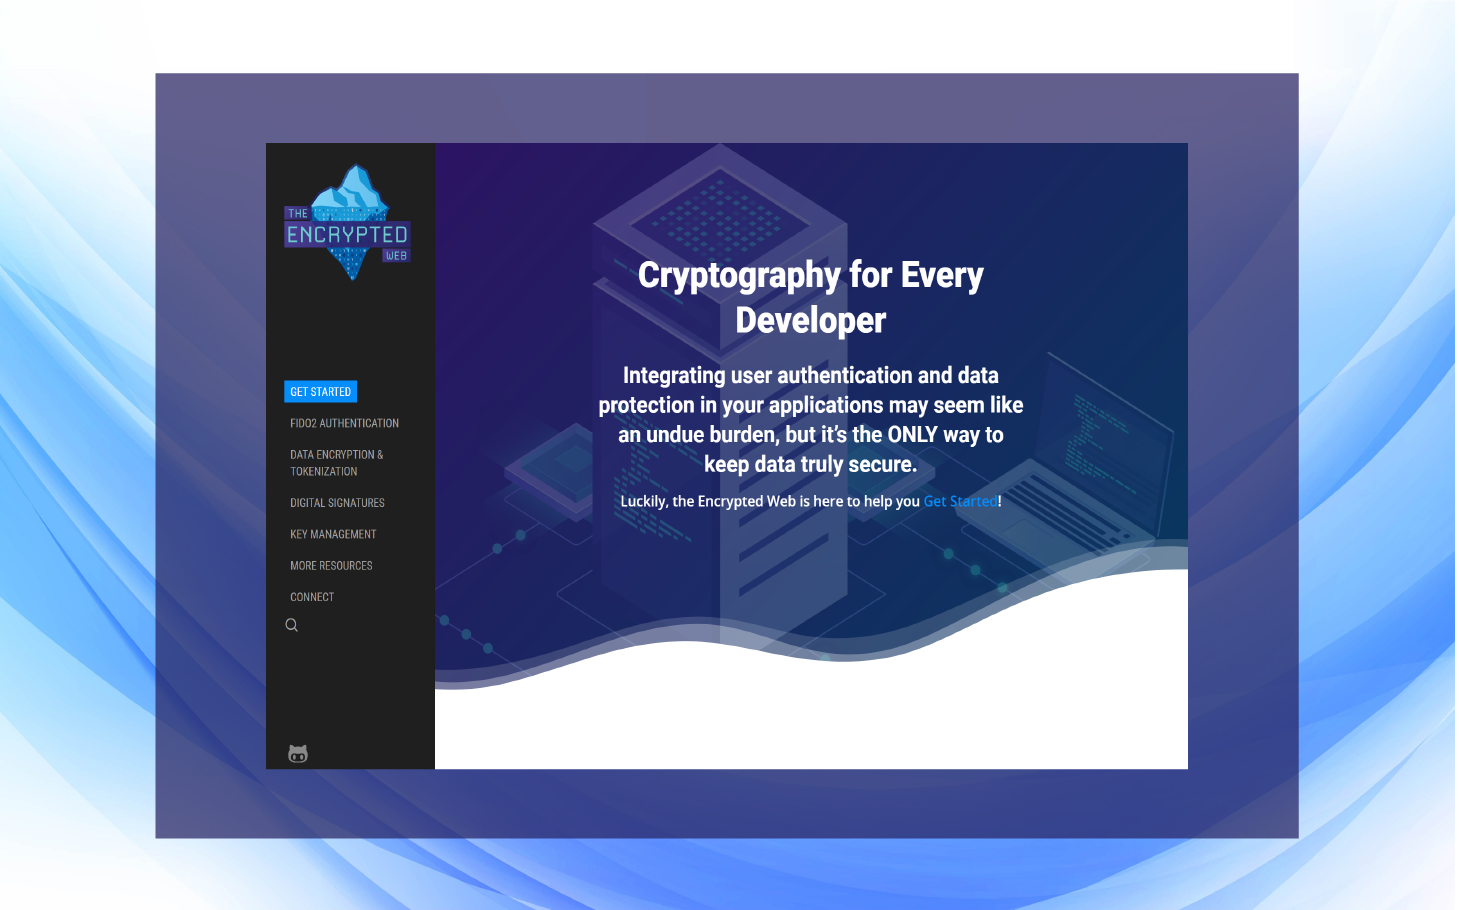 THE
ENCRYPTED
WEB
GET STARTED
FIDO2 AUTHENTICATION
DATA ENCRYPTION &
TOKENIZATION
DIGITAL SIGNATURES
KEY MANAGEMENT
MORE RESOURCES
CONNECT
Cryptography for Every
Developer
Integrating user authentication and data
protection in your applications may seem like
an undue burden, but it’s the ONLY way to
keep data truly secure.
Luckily, the Encrypted Web is here to help you Get Started!